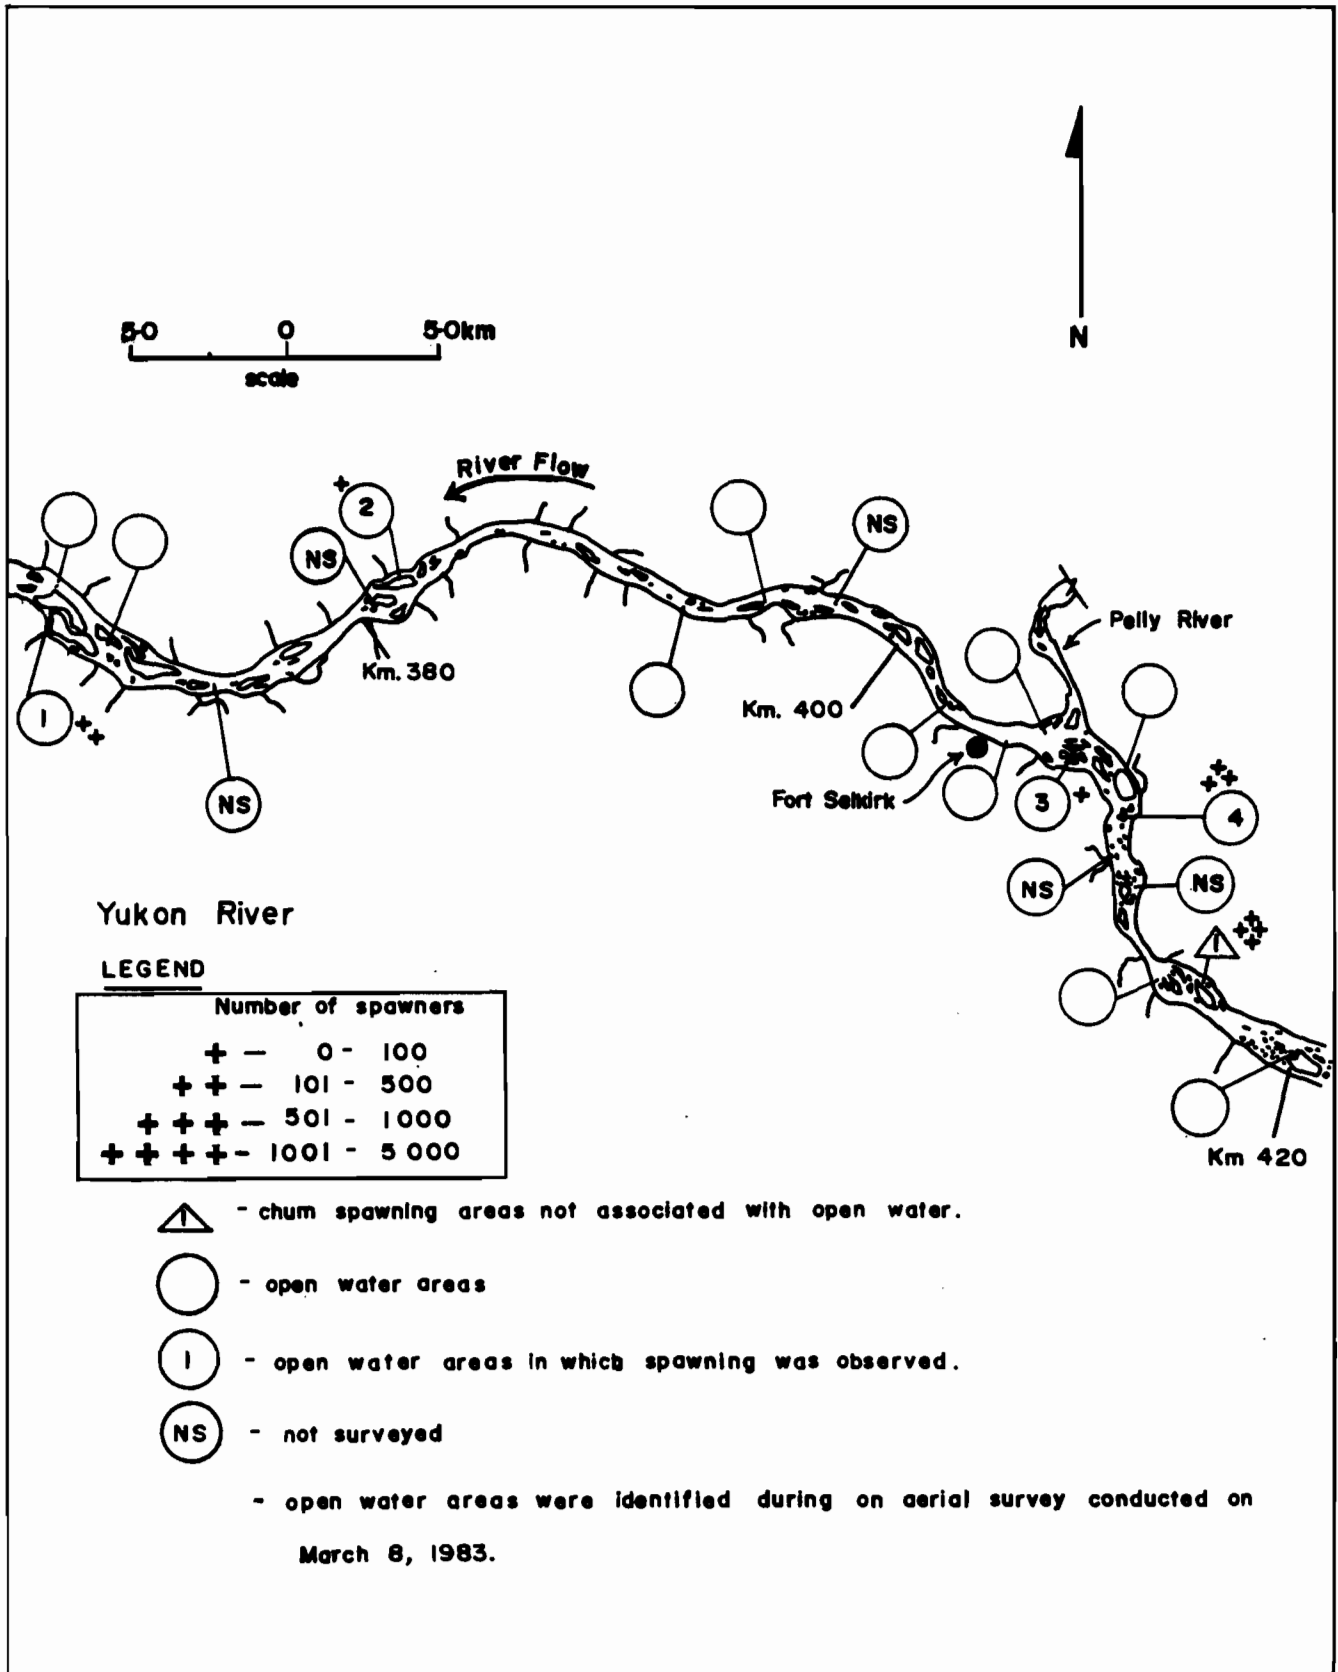 N
5·0 0 5·0km
scale
River Flow
2
NS
NS
Pelly River
Km. 380
Km. 400
1
NS
Fort Selkirk
3
4
NS
NS
1
Km 420
Yukon River
LEGEND
Number of spawners
+ – 0 - 100
+ + – 101 - 500
+ + + – 501 - 1000
+ + + + - 1001 - 5 000
1 - chum spawning areas not associated with open water.
- open water areas
1 - open water areas in which spawning was observed.
NS - not surveyed
- open water areas were identified during on aerial survey conducted on
March 8, 1983.